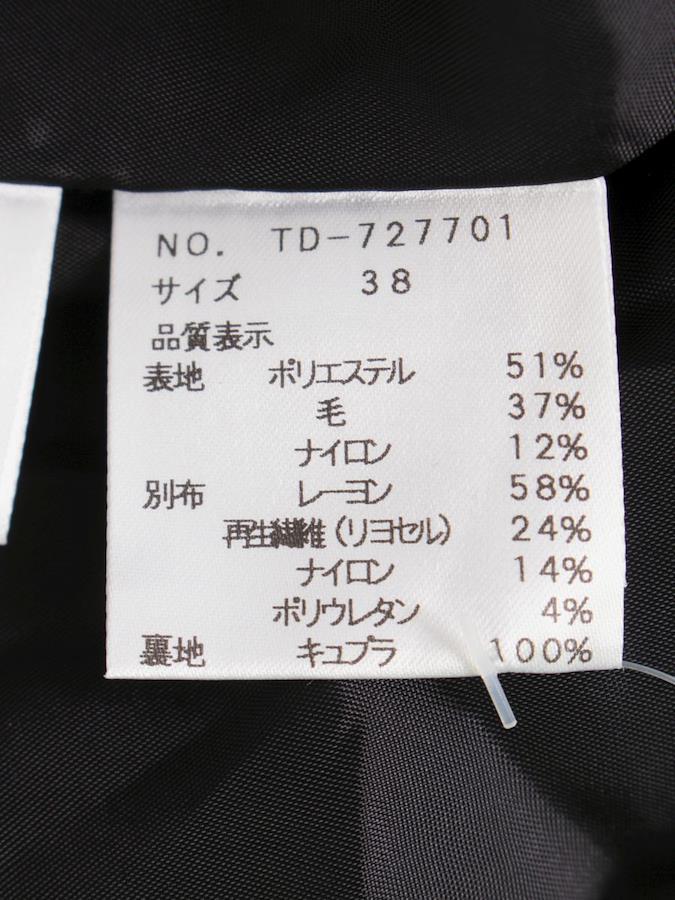 NO. TD-727701
サイズ 38
品質表示
表地 ポリエステル 51%
毛 37%
ナイロン 12%
別布 レーヨン 58%
再生繊維(リヨセル) 24%
ナイロン 14%
ポリウレタン 4%
裏地 キュプラ 100%